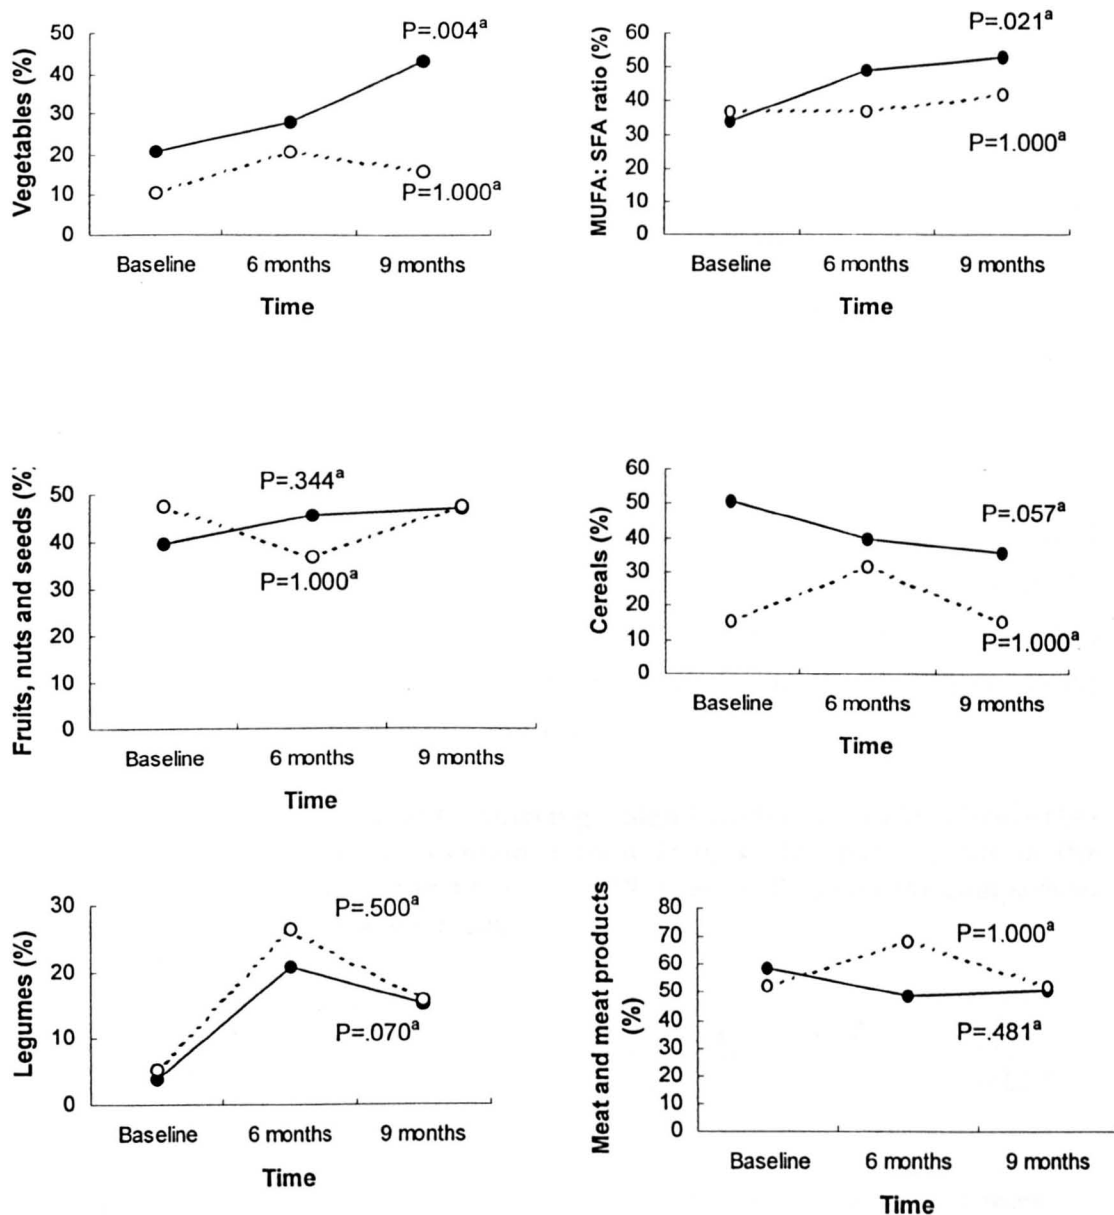 Vegetables (%)
50
40
30
20
10
0
P=.004ª
P=1.000ª
Baseline 6 months 9 months
Time
MUFA: SFA ratio (%)
60
50
40
30
20
10
0
P=.021ª
P=1.000ª
Baseline 6 months 9 months
Time
Fruits, nuts and seeds (%)
50
40
30
20
10
0
P=.344ª
P=1.000ª
Baseline 6 months 9 months
Time
Cereals (%)
60
50
40
30
20
10
0
P=.057ª
P=1.000ª
Baseline 6 months 9 months
Time
Legumes (%)
30
20
10
0
P=.500ª
P=.070ª
Baseline 6 months 9 months
Time
Meat and meat products
(%)
80
70
60
50
40
30
20
10
0
P=1.000ª
P=.481ª
Baseline 6 months 9 months
Time